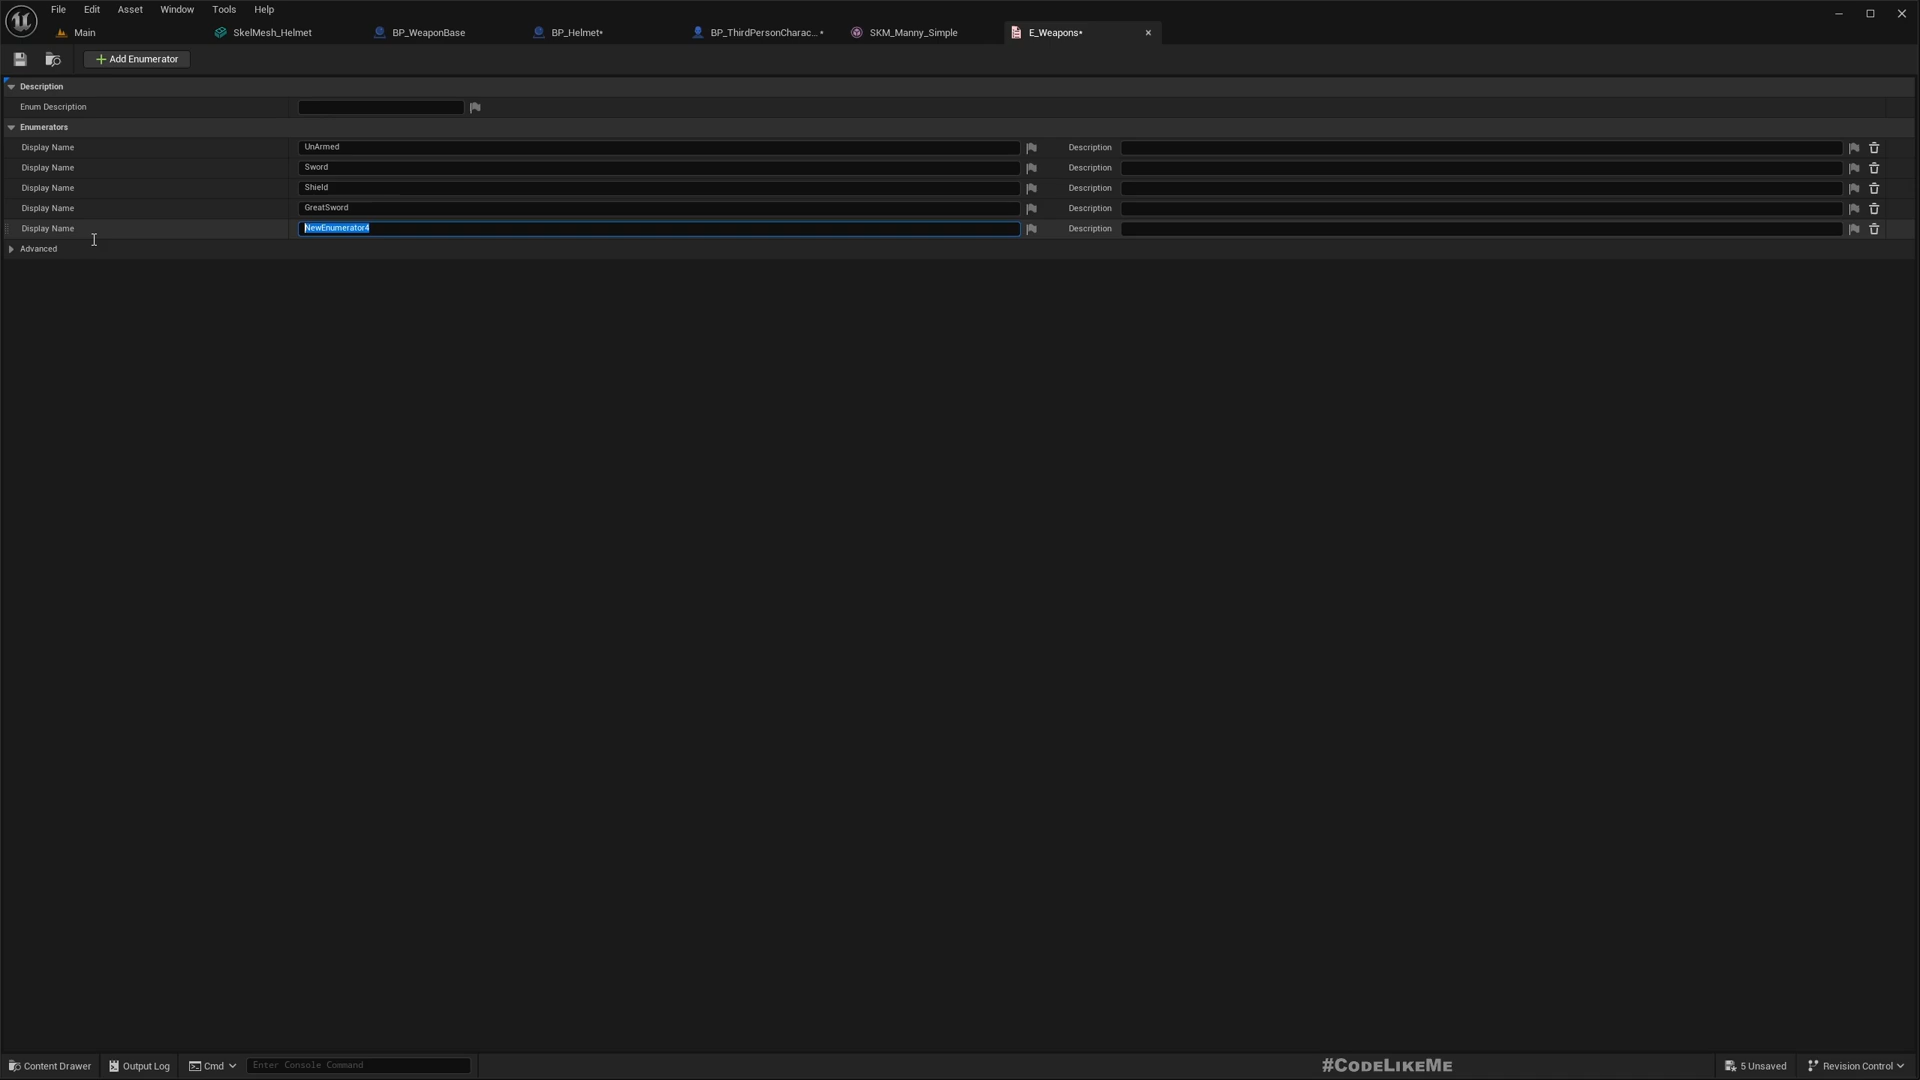 File Edit Asset Window Tools Help
Main SkelMesh_Helmet BP_WeaponBase BP_Helmet* BP_ThirdPersonCharac...* SKM_Manny_Simple E_Weapons*
Add Enumerator
Description
Enum Description
Enumerators
Display Name UnArmed Description
Display Name Sword Description
Display Name Shield Description
Display Name GreatSword Description
Display Name NewEnumerator4 Description
Advanced
Content Drawer Output Log Cmd Enter Console Command #CodeLikeMe 5 Unsaved Revision Control